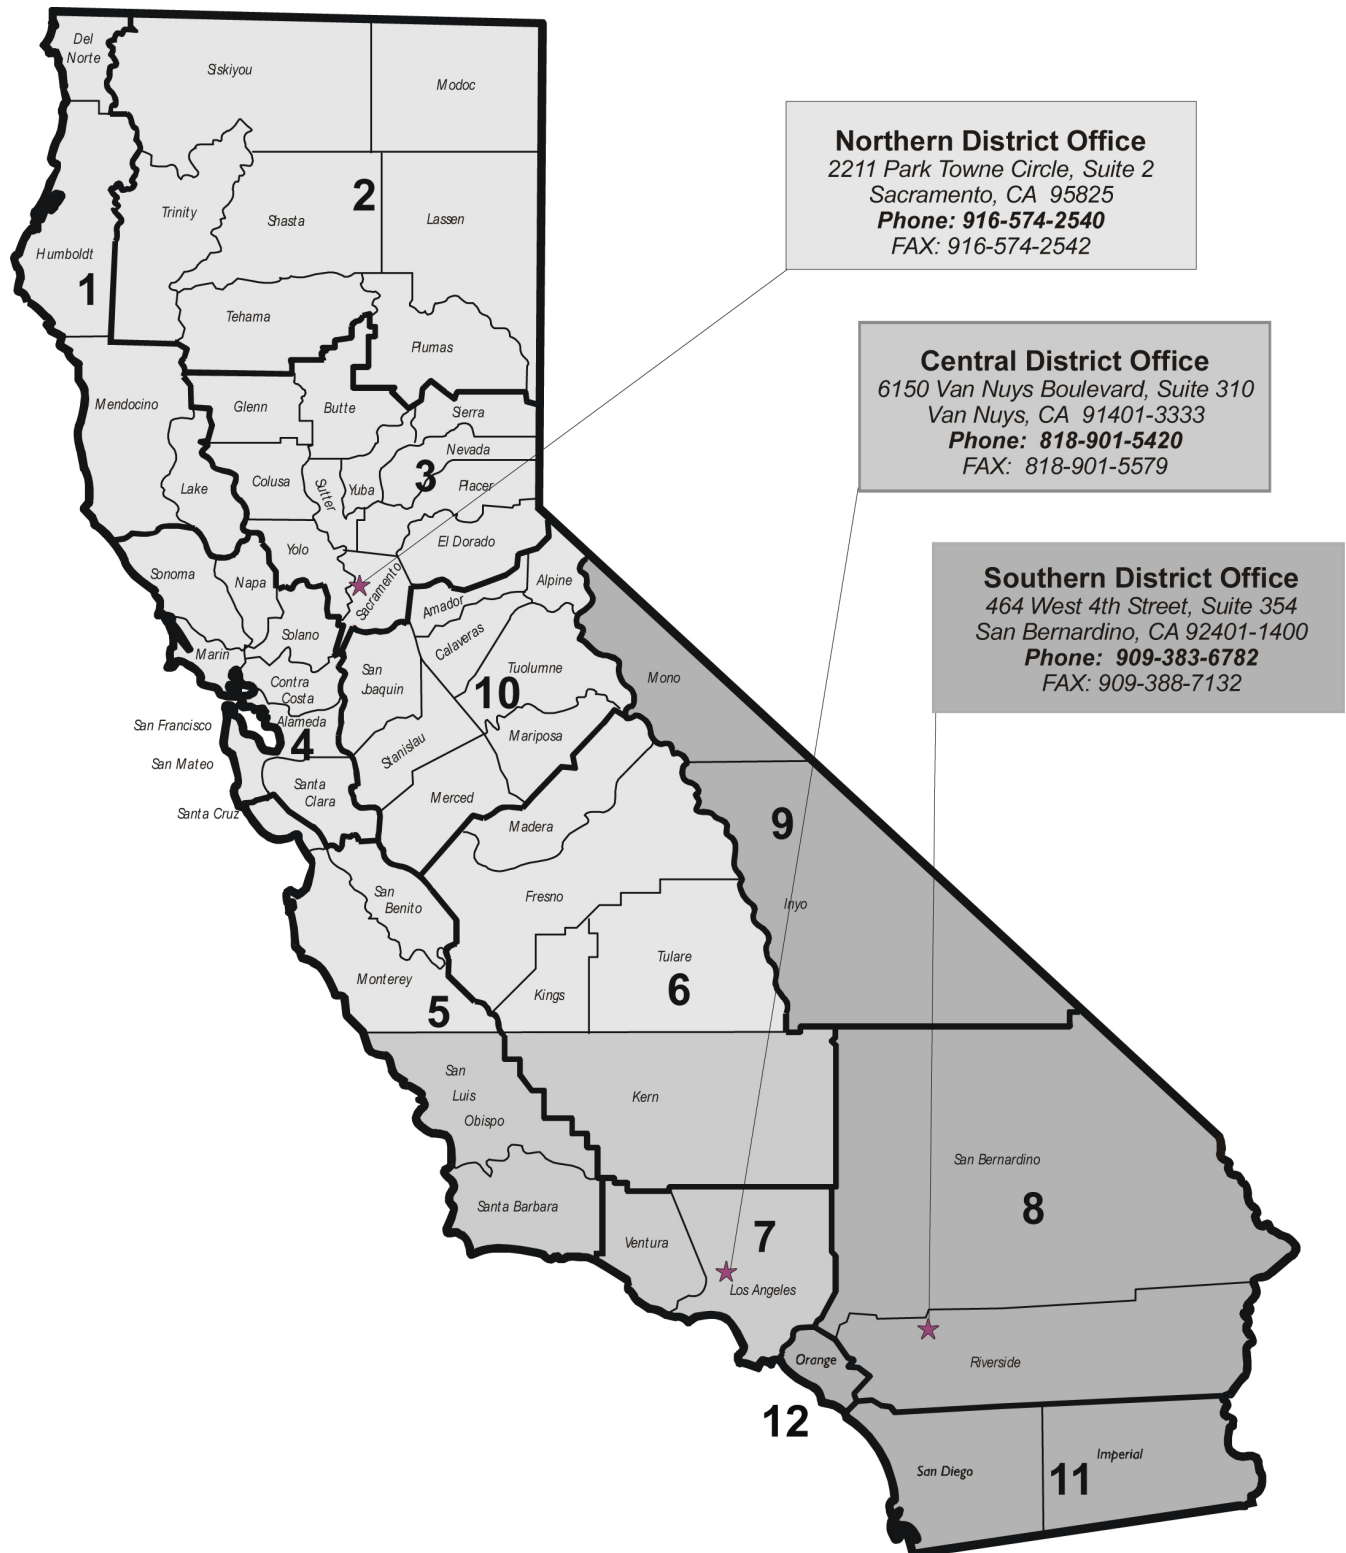 Del
Norte
Siskiyou
Modoc
Northern District Office
2211 Park Towne Circle, Suite 2
Sacramento, CA 95825
Phone: 916-574-2540
FAX: 916-574-2542
2
Trinity
Shasta
Lassen
Humboldt
1
Tehama
Plumas
Central District Office
6150 Van Nuys Boulevard, Suite 310
Van Nuys, CA 91401-3333
Phone: 818-901-5420
FAX: 818-901-5579
Mendocino
Glenn
Butte
Sierra
Nevada
3
Lake
Colusa
Sutter
Yuba
Placer
Yolo
El Dorado
Southern District Office
464 West 4th Street, Suite 354
San Bernardino, CA 92401-1400
Phone: 909-383-6782
FAX: 909-388-7132
Sonoma
Napa
Sacramento
Alpine
Amador
Solano
Calaveras
Marin
San
Joaquin
Tuolumne
10
Mono
Contra
Costa
San Francisco
Alameda
4
Stanislau
Mariposa
San Mateo
Santa
Clara
Merced
Santa Cruz
Madera
9
San
Benito
Fresno
Inyo
Monterey
5
Kings
Tulare
6
San
Luis
Obispo
Kern
San Bernardino
8
Santa Barbara
Ventura
7
Los Angeles
Orange
Riverside
12
San Diego
11
Imperial